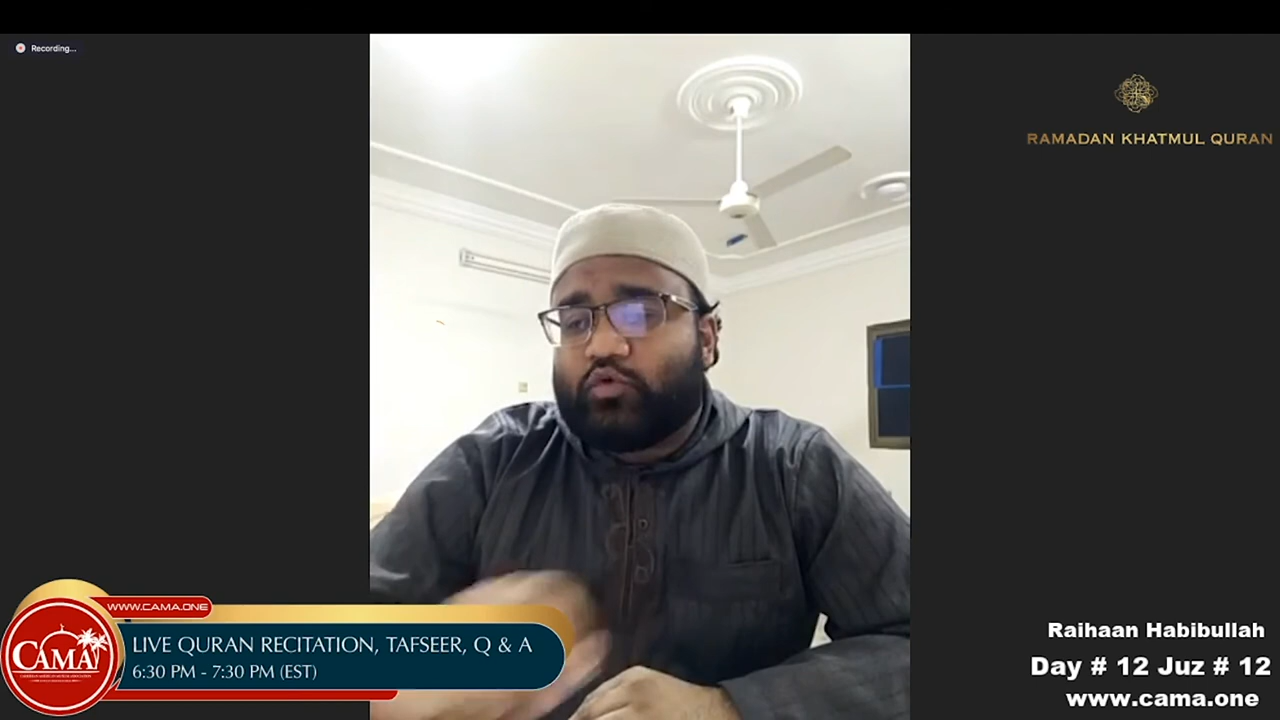 Recording...
RAMADAN KHATMUL QURAN
WWW.CAMA.ONE
CAMA
LIVE QURAN RECITATION, TAFSEER, Q & A
6:30 PM - 7:30 PM (EST)
Raihaan Habibullah
Day # 12 Juz # 12
www.cama.one